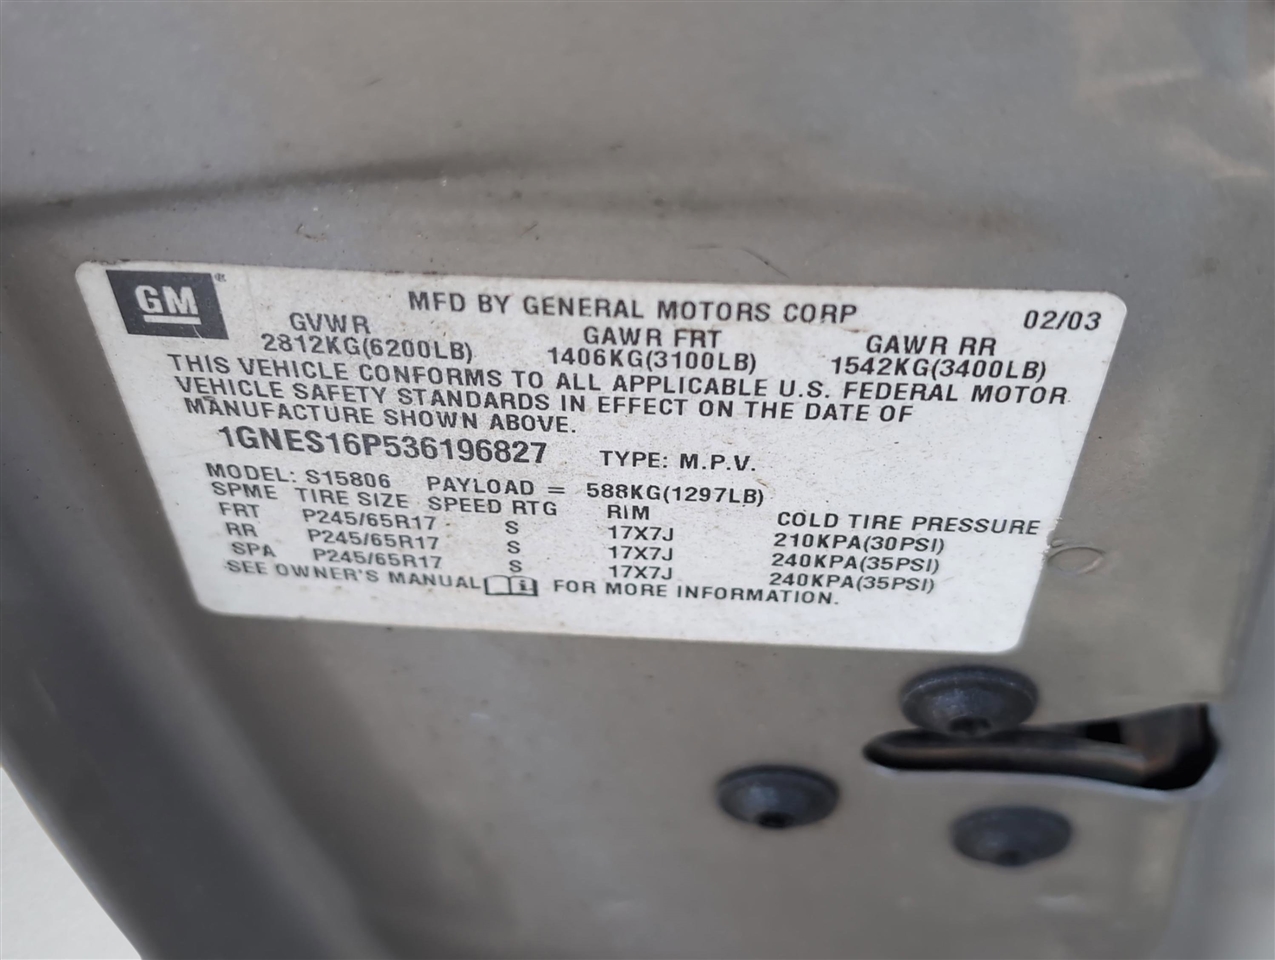 GM®
MFD BY GENERAL MOTORS CORP 02/03
GVWR GAWR FRT GAWR RR
2812KG(6200LB) 1406KG(3100LB) 1542KG(3400LB)
THIS VEHICLE CONFORMS TO ALL APPLICABLE U.S. FEDERAL MOTOR
VEHICLE SAFETY STANDARDS IN EFFECT ON THE DATE OF
MANUFACTURE SHOWN ABOVE.
1GNES16P536196827 TYPE: M.P.V.
MODEL: S15806 PAYLOAD = 588KG(1297LB)
SPME TIRE SIZE SPEED RTG RIM COLD TIRE PRESSURE
FRT P245/65R17 S 17X7J 210KPA(30PSI)
RR P245/65R17 S 17X7J 240KPA(35PSI)
SPA P245/65R17 S 17X7J 240KPA(35PSI)
SEE OWNER'S MANUAL FOR MORE INFORMATION.